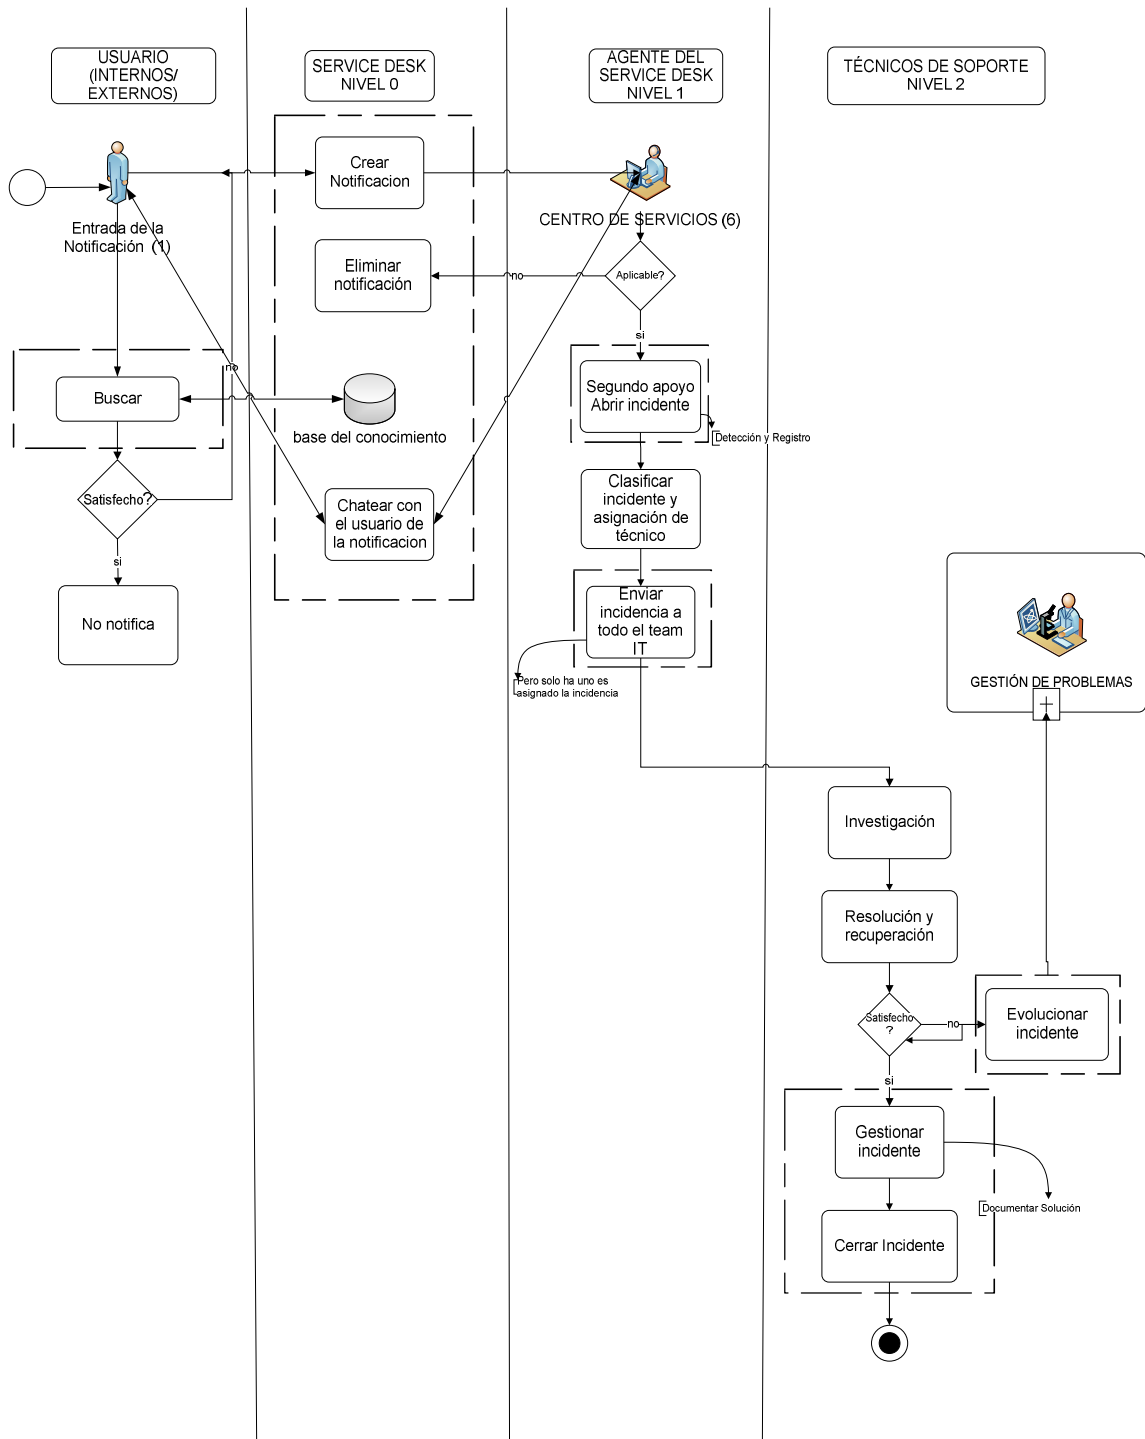 USUARIO
(INTERNOS/
EXTERNOS)
SERVICE DESK
NIVEL 0
AGENTE DEL
SERVICE DESK
NIVEL 1
TÉCNICOS DE SOPORTE
NIVEL 2
Crear
Notificacion
Entrada de la
Notificación (1)
CENTRO DE SERVICIOS (6)
Eliminar
notificación
no
Aplicable?
si
Segundo apoyo
Abrir incidente
Detección y Registro
no
Buscar
base del conocimiento
Satisfecho?
si
No notifica
Chatear con
el usuario de
la notificacion
Clasificar
incidente y
asignación de
técnico
Enviar
incidencia a
todo el team
IT
Pero solo ha uno es
asignado la incidencia
GESTIÓN DE PROBLEMAS
Investigación
Resolución y
recuperación
Satisfecho
?
no
Evolucionar
incidente
si
Gestionar
incidente
Documentar Solución
Cerrar Incidente